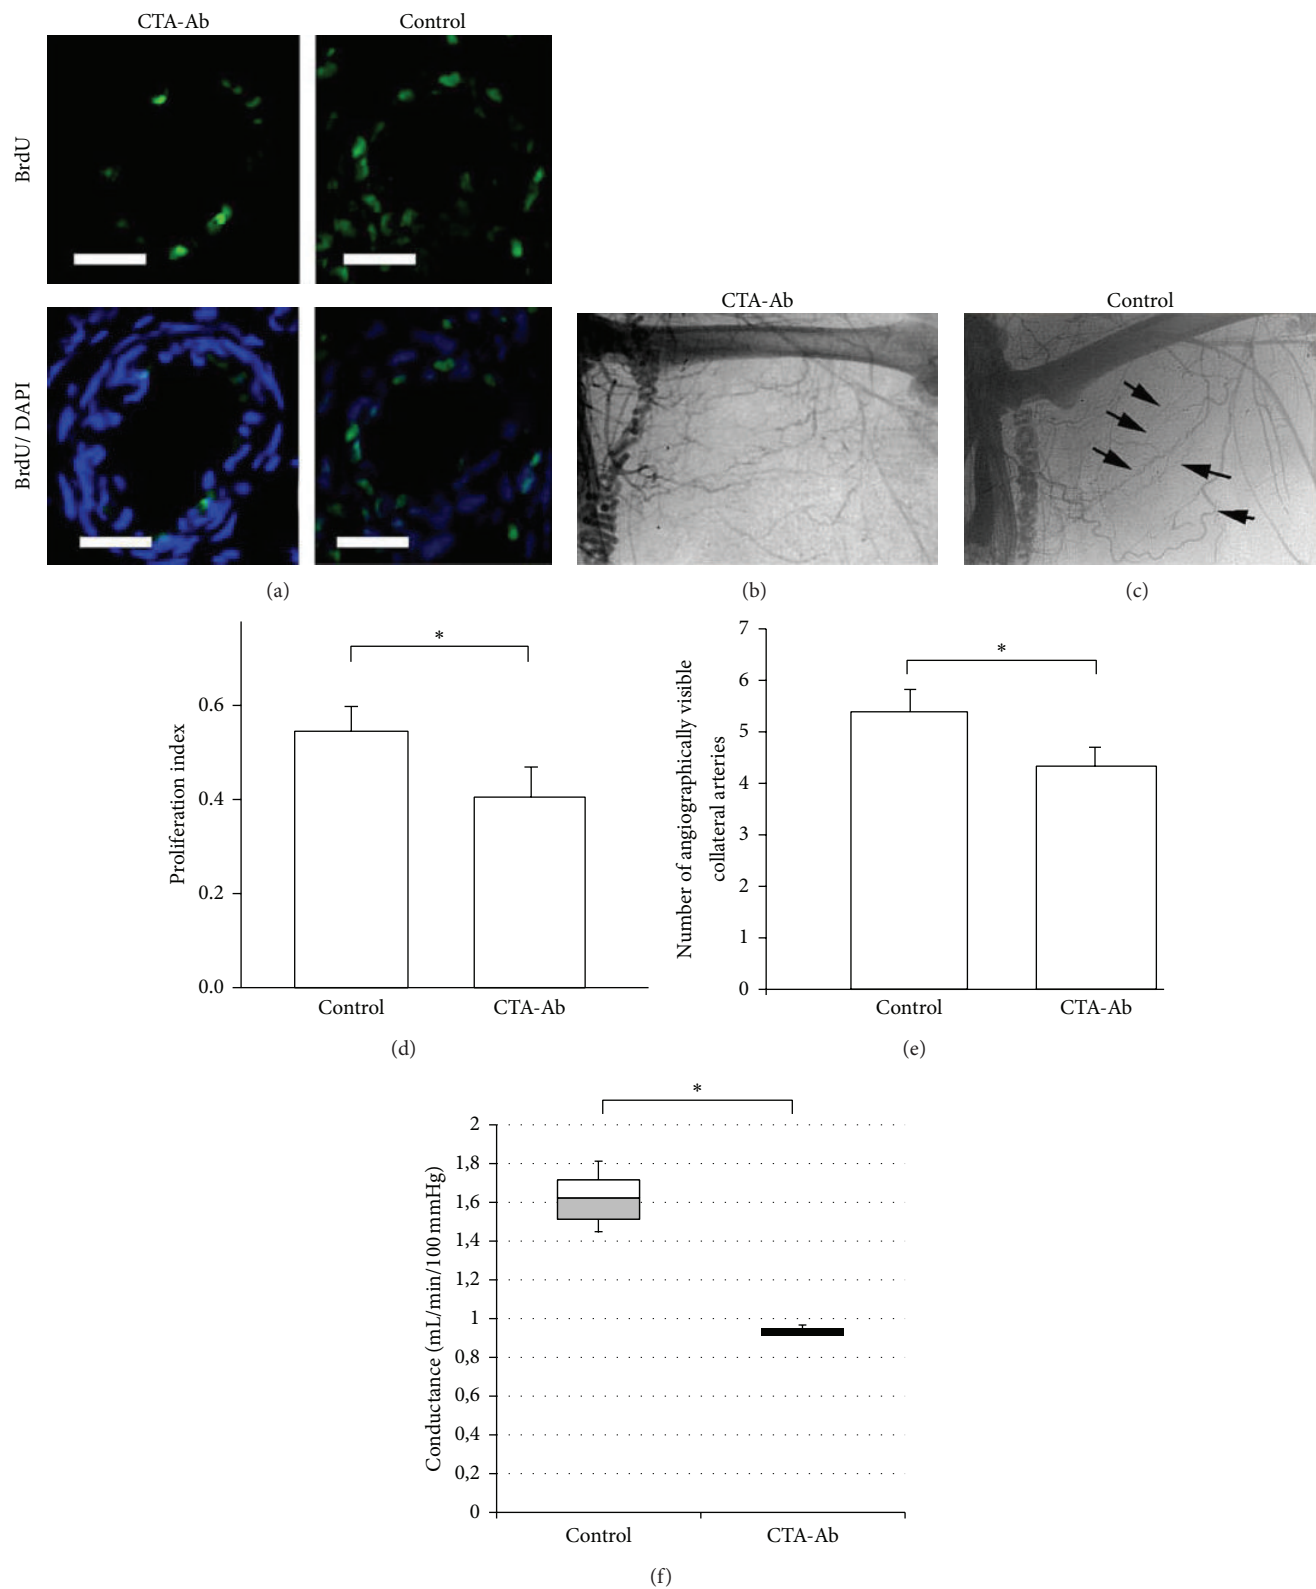 CTA-Ab
Control
BrdU
BrdU/ DAPI
(a)
CTA-Ab
(b)
Control
(c)
*
0.6
0.4
0.2
0.0
Proliferation index
Control
CTA-Ab
(d)
*
7
6
5
4
3
2
1
0
Number of angiographically visible
collateral arteries
Control
CTA-Ab
(e)
*
2
1,8
1,6
1,4
1,2
1
0,8
0,6
0,4
0,2
0
Conductance (mL/min/100 mmHg)
Control
CTA-Ab
(f)